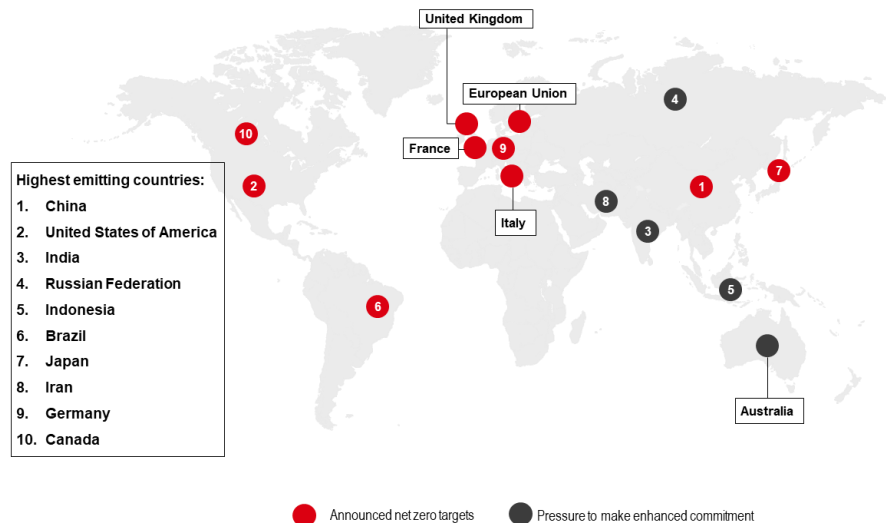 United Kingdom
European Union
4
10
France
9
7
Highest emitting countries:
1. China
2. United States of America
3. India
4. Russian Federation
5. Indonesia
6. Brazil
7. Japan
8. Iran
9. Germany
10. Canada
2
1
8
Italy
3
5
6
Australia
Announced net zero targets
Pressure to make enhanced commitment